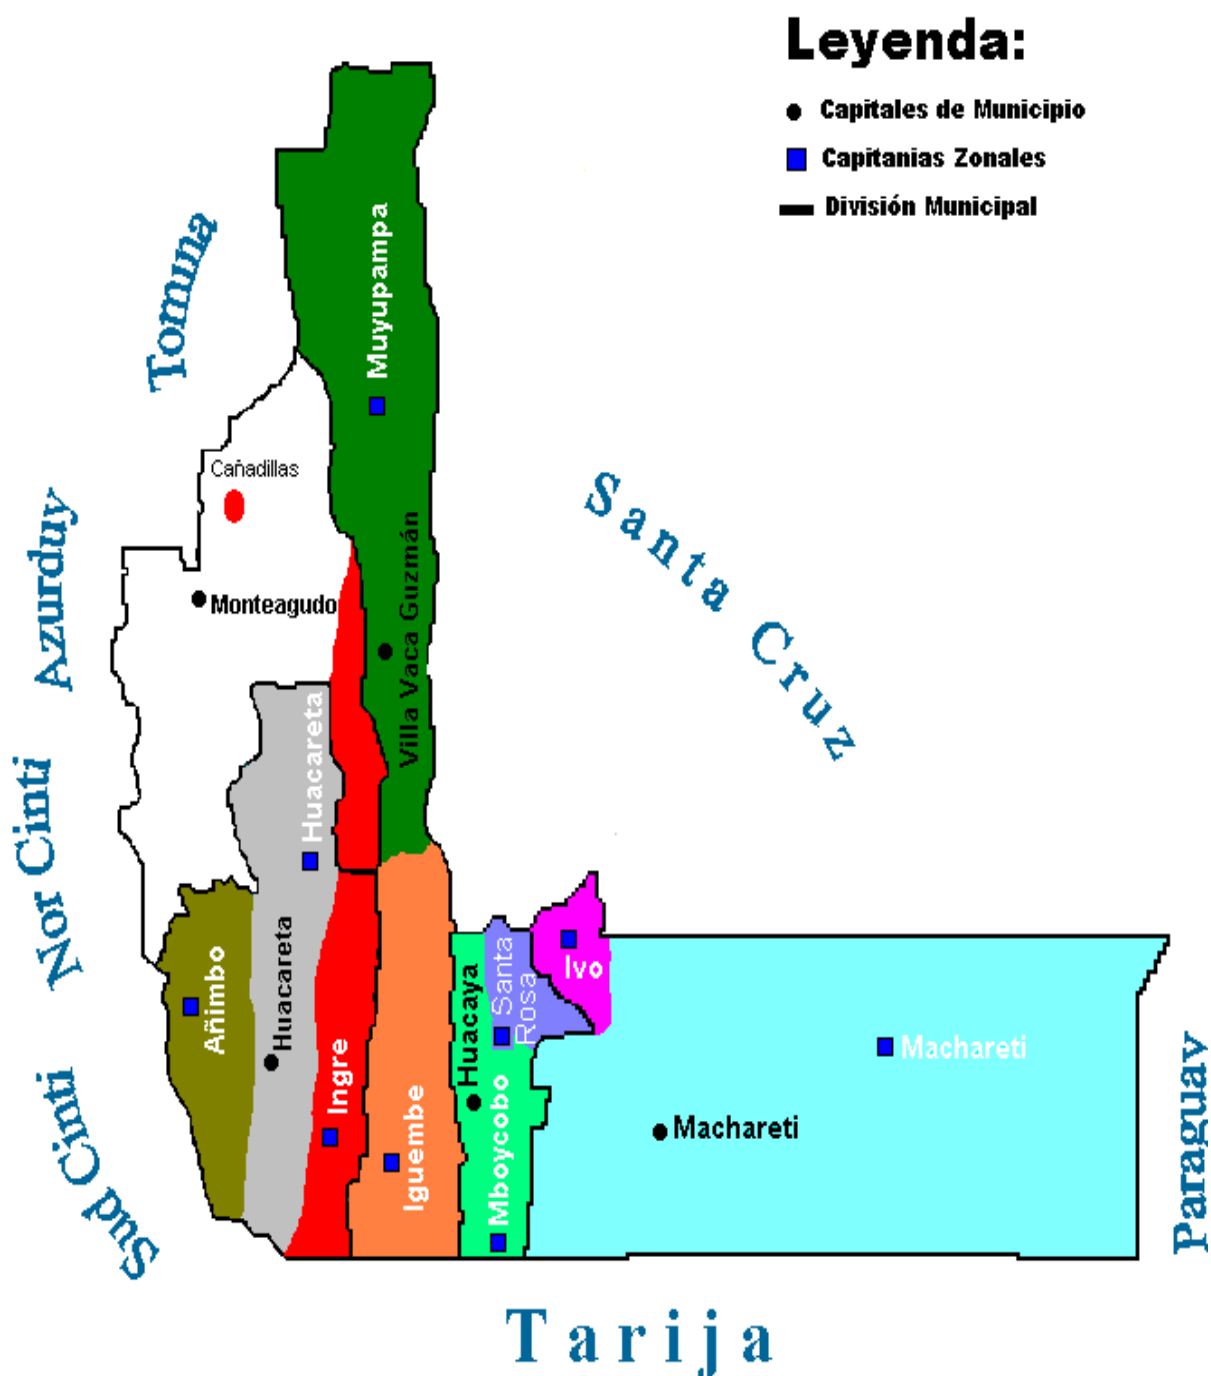 Leyenda:
Capitales de Municipio
Capitanias Zonales
División Municipal
Tomina
Muyupampa
Cañadillas
Azurduy
Santa Cruz
Monteagudo
Villa Vaca Guzmán
Huacareta
Nor Cinti
Añimbo
Huacareta
Ingre
Iguembe
Huacaya
Santa
Rosa
Ivo
Mboycobo
Machareti
Machareti
Sud Cinti
Paraguay
Tarija